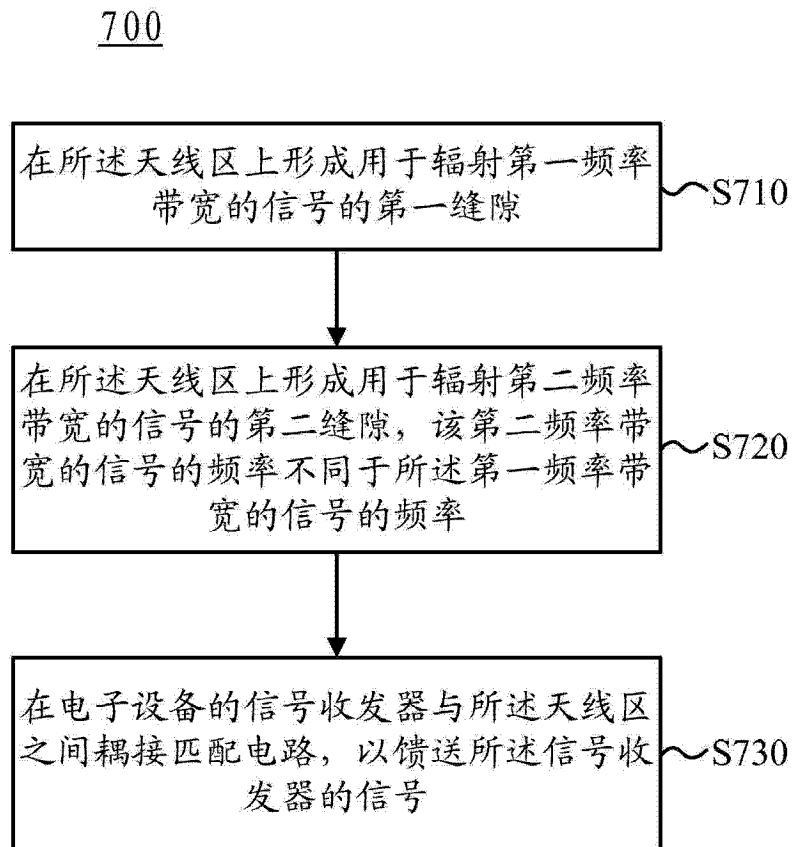 700
在所述天线区上形成用于辐射第一频率
带宽的信号的第一缝隙
S710
在所述天线区上形成用于辐射第二频率
带宽的信号的第二缝隙，该第二频率带
宽的信号的频率不同于所述第一频率带
宽的信号的频率
S720
在电子设备的信号收发器与所述天线区
之间耦接匹配电路，以馈送所述信号收
发器的信号
S730